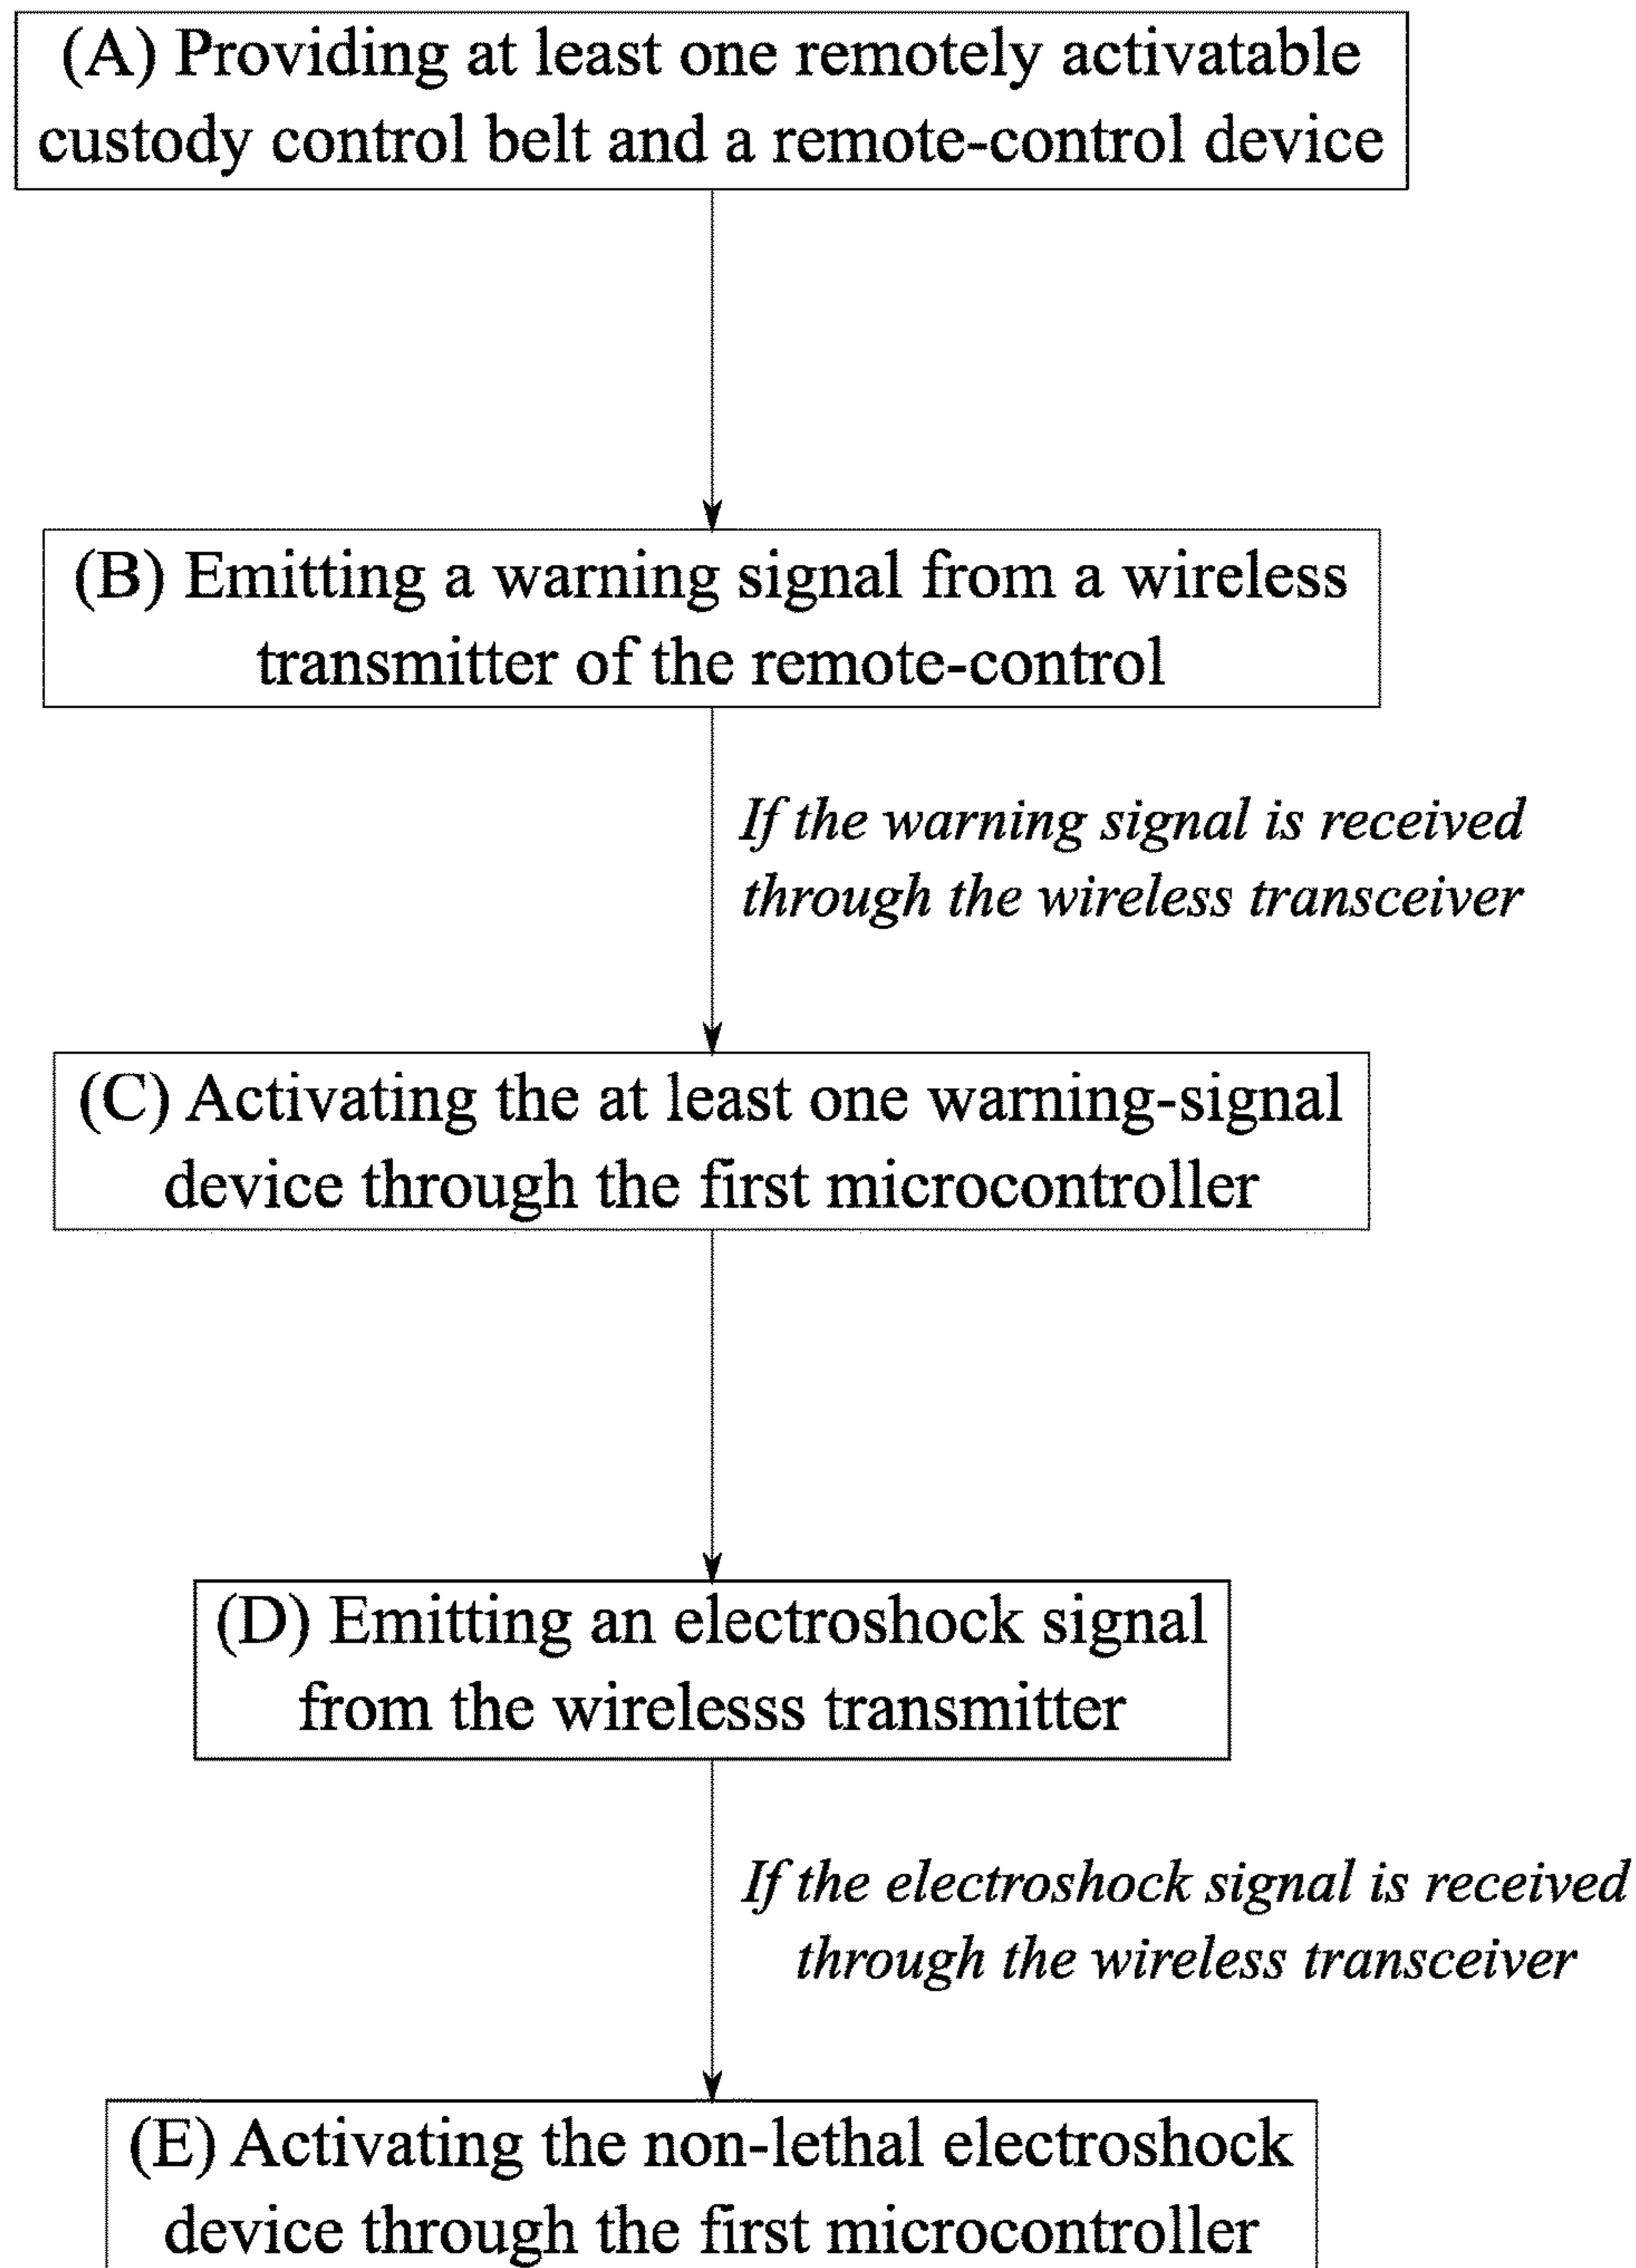 (A) Providing at least one remotely activatable
custody control belt and a remote-control device
(B) Emitting a warning signal from a wireless
transmitter of the remote-control
If the warning signal is received
through the wireless transceiver
(C) Activating the at least one warning-signal
device through the first microcontroller
(D) Emitting an electroshock signal
from the wirelesss transmitter
If the electroshock signal is received
through the wireless transceiver
(E) Activating the non-lethal electroshock
device through the first microcontroller